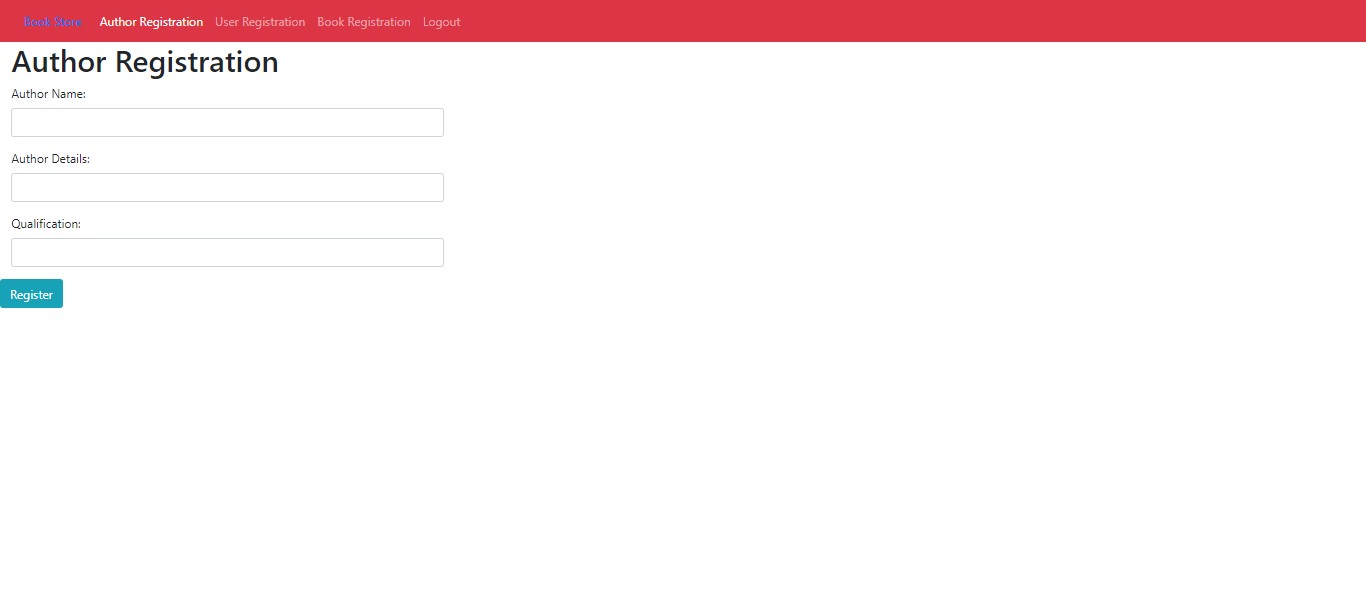 Book Store Author Registration User Registration Book Registration Logout
Author Registration
Author Name:
Author Details:
Qualification:
Register